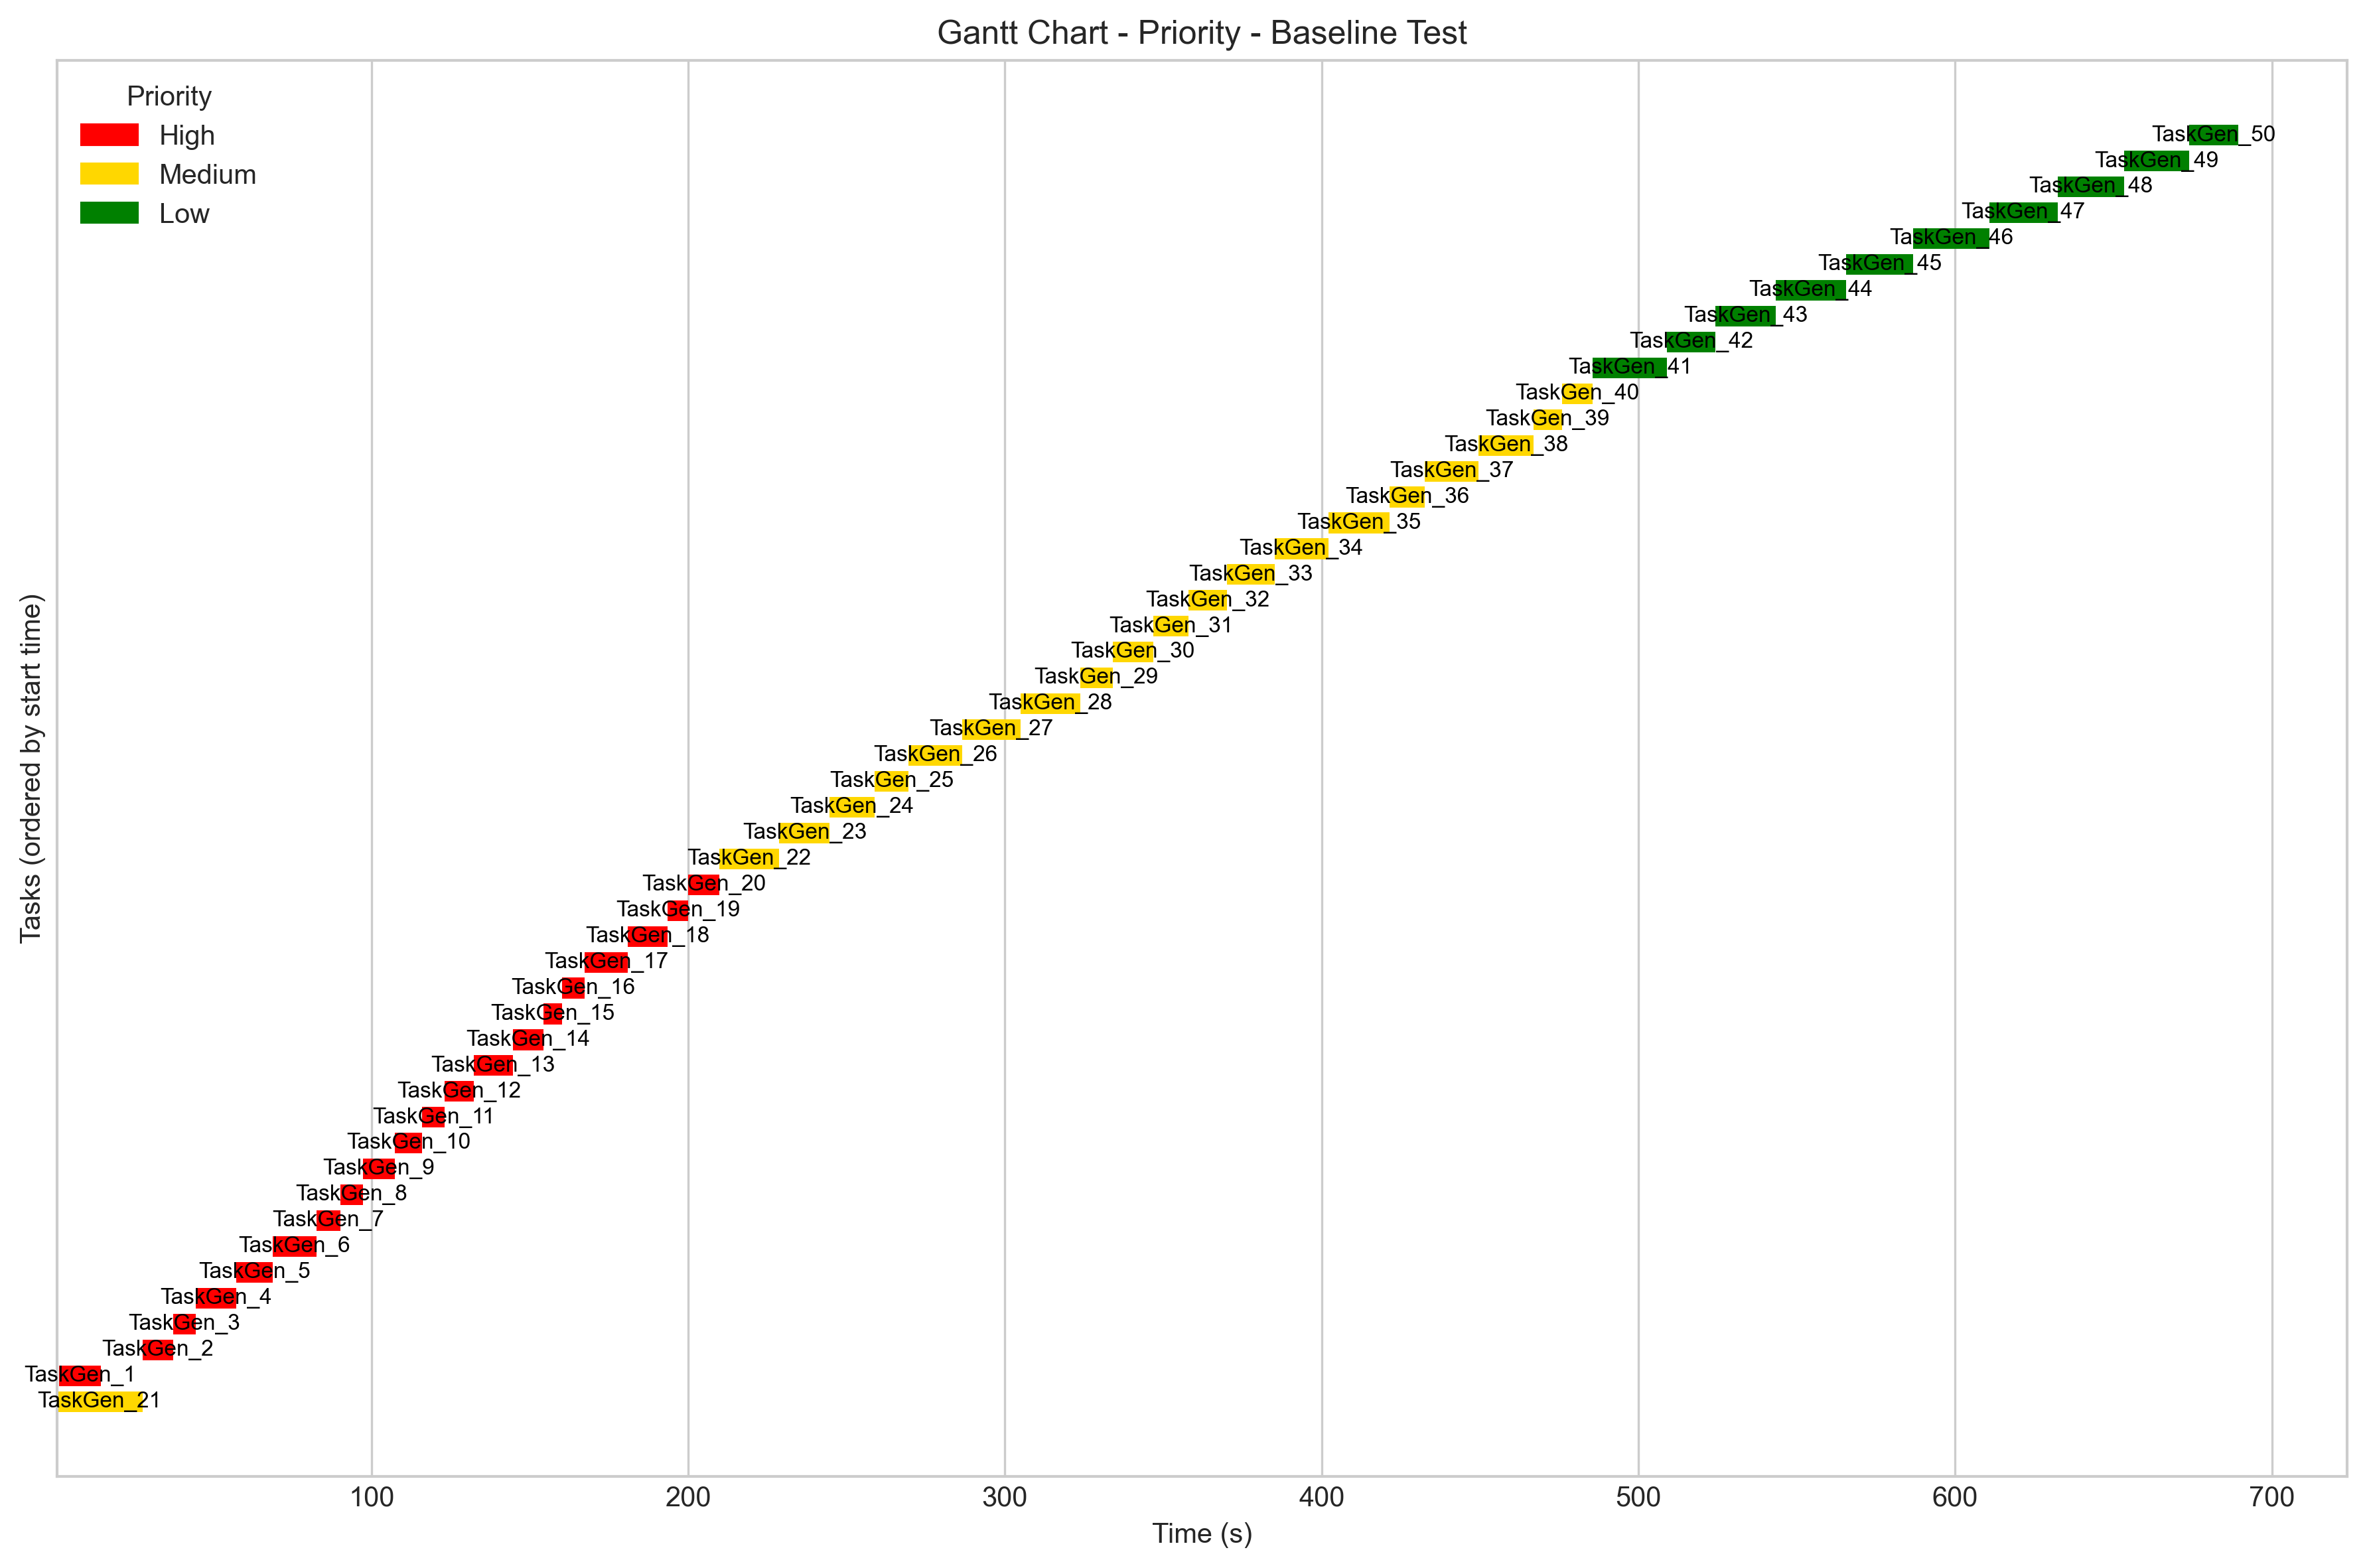 Gantt Chart - Priority - Baseline Test
Priority
High
Medium
Low
TaskGen_50
TaskGen_49
TaskGen_48
TaskGen_47
TaskGen_46
TaskGen_45
TaskGen_44
TaskGen_43
TaskGen_42
TaskGen_41
TaskGen_40
TaskGen_39
TaskGen_38
TaskGen_37
TaskGen_36
TaskGen_35
TaskGen_34
TaskGen_33
TaskGen_32
TaskGen_31
TaskGen_30
TaskGen_29
TaskGen_28
TaskGen_27
TaskGen_26
TaskGen_25
TaskGen_24
TaskGen_23
TaskGen_22
TaskGen_20
TaskGen_19
TaskGen_18
TaskGen_17
TaskGen_16
TaskGen_15
TaskGen_14
TaskGen_13
TaskGen_12
TaskGen_11
TaskGen_10
TaskGen_9
TaskGen_8
TaskGen_7
TaskGen_6
TaskGen_5
TaskGen_4
TaskGen_3
TaskGen_2
TaskGen_1
TaskGen_21
Tasks (ordered by start time)
100 200 300 400 500 600 700
Time (s)